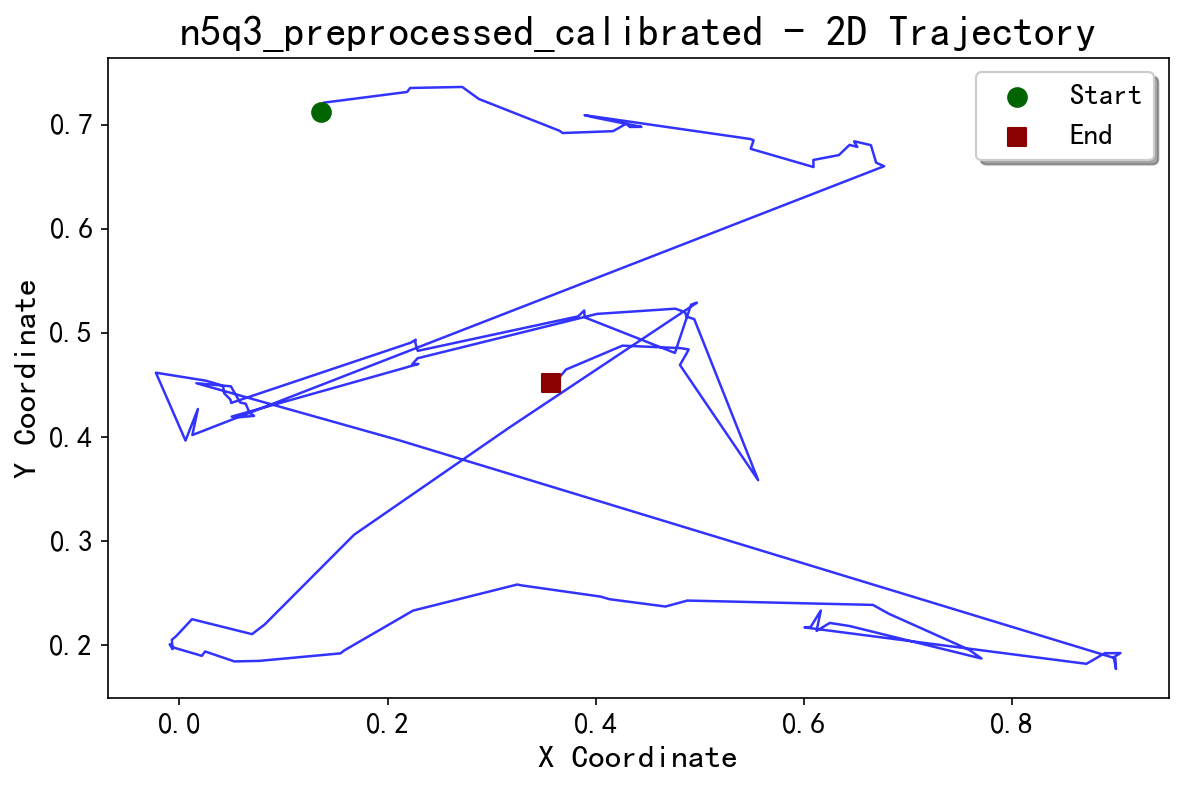 n5q3_preprocessed_calibrated - 2D Trajectory
Start
End
Y Coordinate
0.7
0.6
0.5
0.4
0.3
0.2
0.0 0.2 0.4 0.6 0.8
X Coordinate